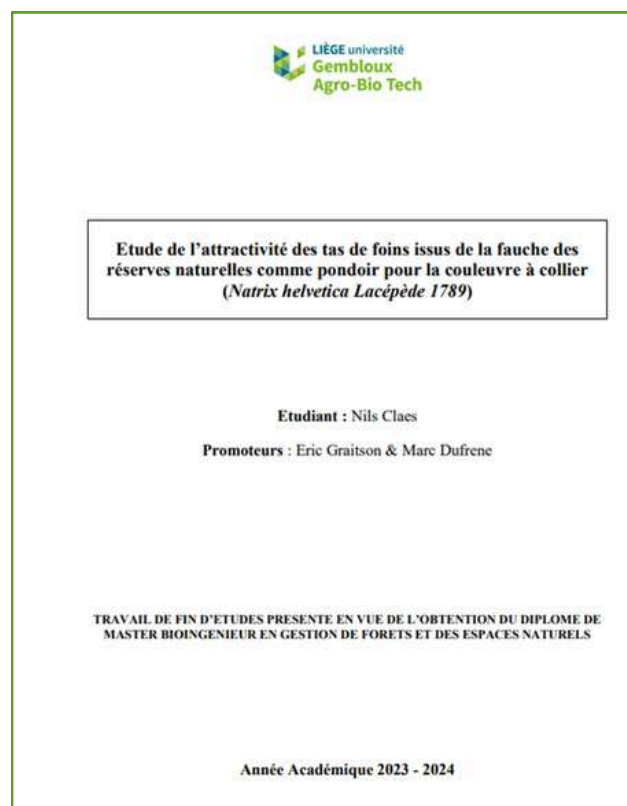 LIÈGE université
Gembloux
Agro-Bio Tech
Etude de l'attractivité des tas de foins issus de la fauche des
réserves naturelles comme pondoir pour la couleuvre à collier
(Natrix helvetica Lacépède 1789)
Etudiant : Nils Claes
Promoteurs : Eric Graitson & Marc Dufrene
TRAVAIL DE FIN D'ETUDES PRESENTE EN VUE DE L'OBTENTION DU DIPLOME DE
MASTER BIOINGENIEUR EN GESTION DE FORETS ET DES ESPACES NATURELS
Année Académique 2023 - 2024